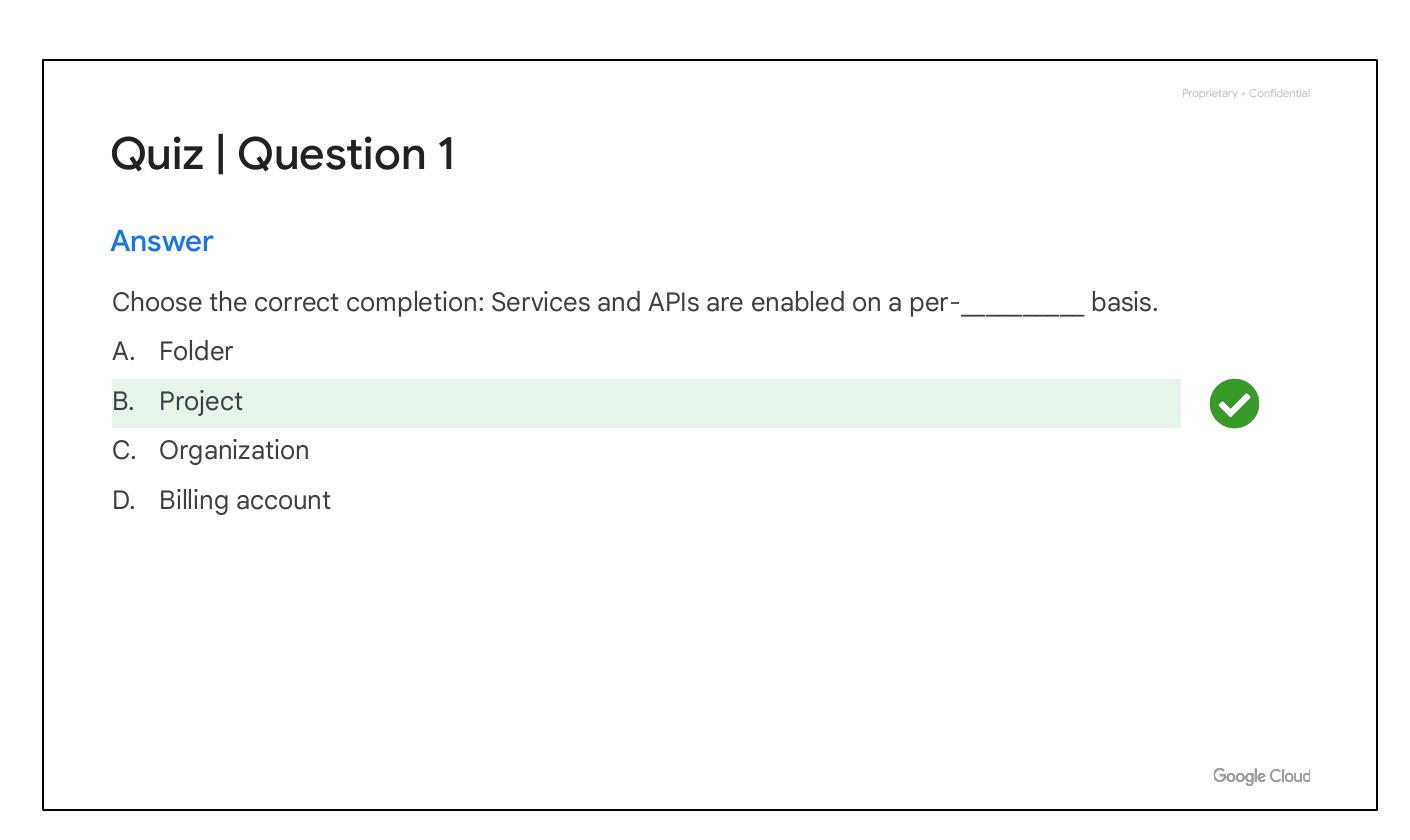 Proprietary + Confidential
Quiz | Question 1
Answer
Choose the correct completion: Services and APIs are enabled on a per-__________ basis.
A. Folder
B. Project
C. Organization
D. Billing account
Google Cloud